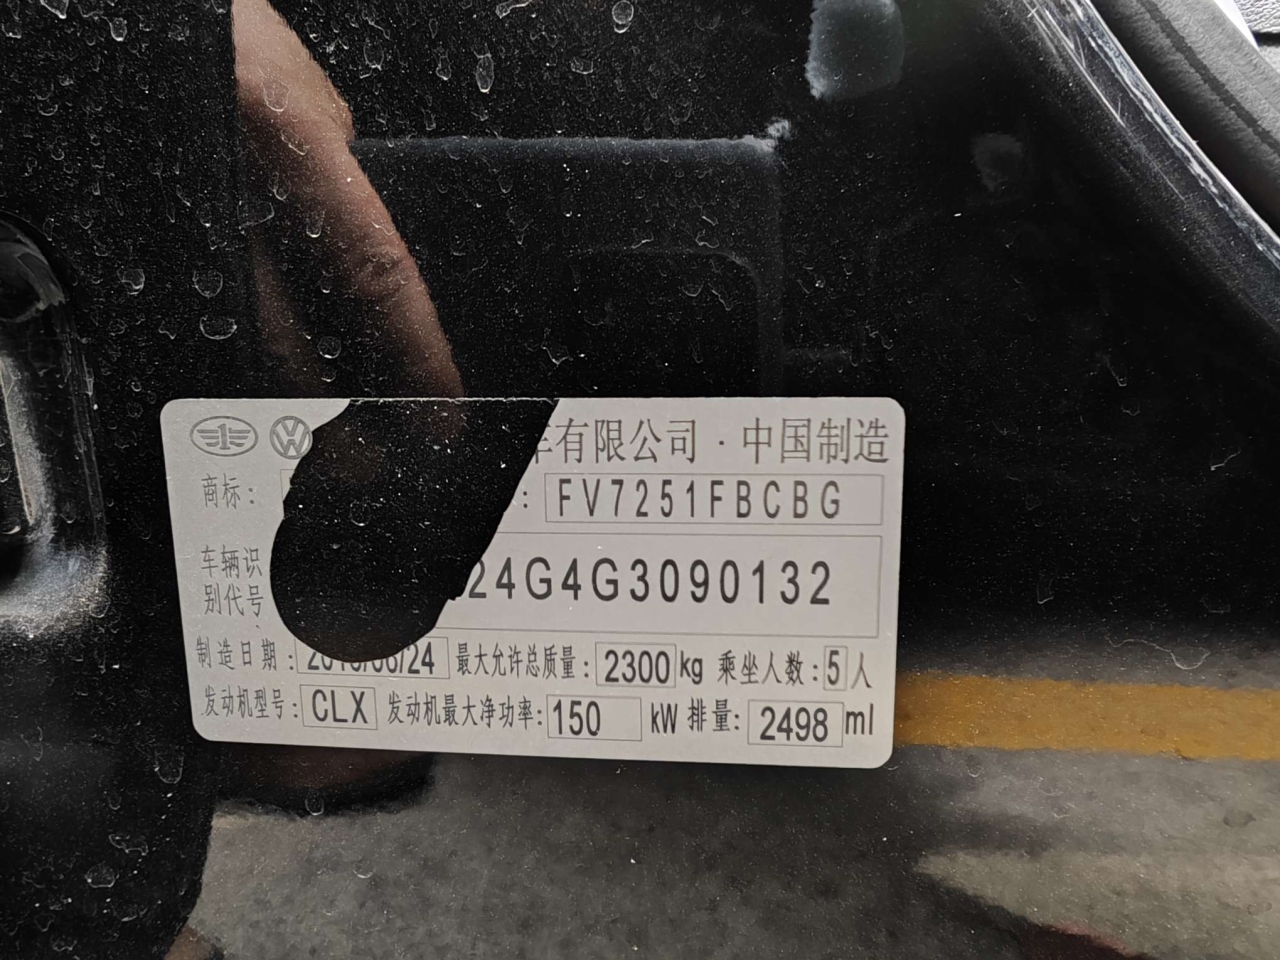 车有限公司·中国制造
商标: : FV7251FBCBG
车辆识
别代号 24G4G3090132
制造日期: /24 最大允许总质量: 2300 kg 乘坐人数: 5 人
发动机型号: CLX 发动机最大净功率: 150 kW 排量: 2498 ml